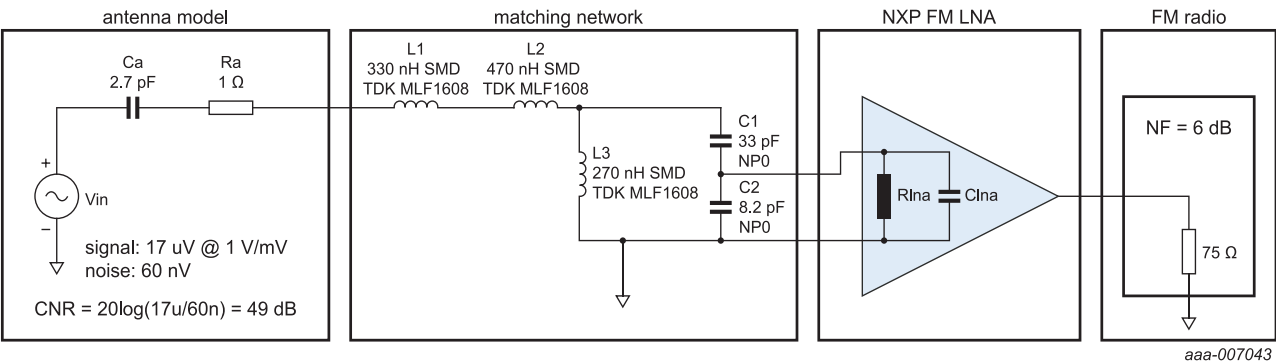 antenna model
matching network
NXP FM LNA
FM radio
Ca
2.7 pF
Ra
1 Ω
+
Vin
−
signal: 17 uV @ 1 V/mV
noise: 60 nV
CNR = 20log(17u/60n) = 49 dB
L1
330 nH SMD
TDK MLF1608
L2
470 nH SMD
TDK MLF1608
L3
270 nH SMD
TDK MLF1608
C1
33 pF
NP0
C2
8.2 pF
NP0
Rlna
Clna
NF = 6 dB
75 Ω
aaa-007043